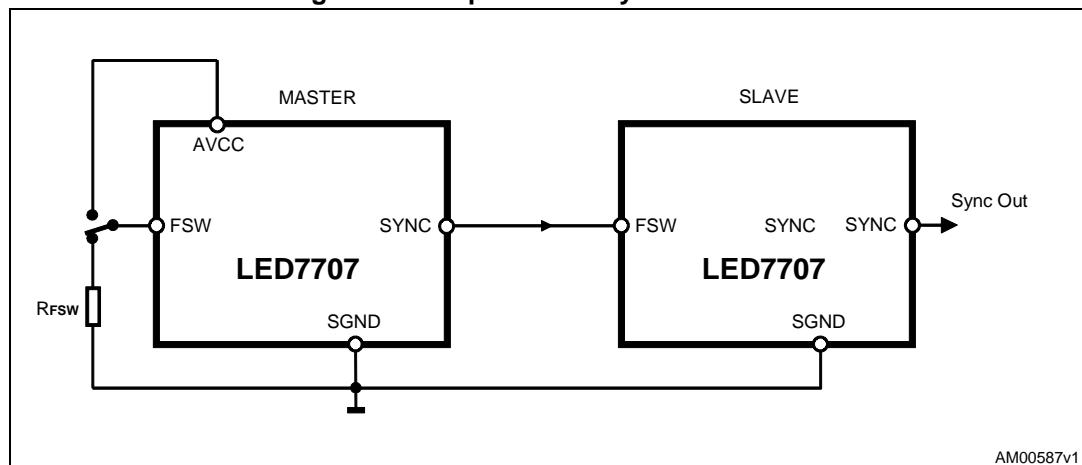 MASTER
SLAVE
AVCC
FSW
SYNC
FSW
SYNC
SYNC
Sync Out
LED7707
LED7707
RFSW
SGND
SGND
AM00587v1